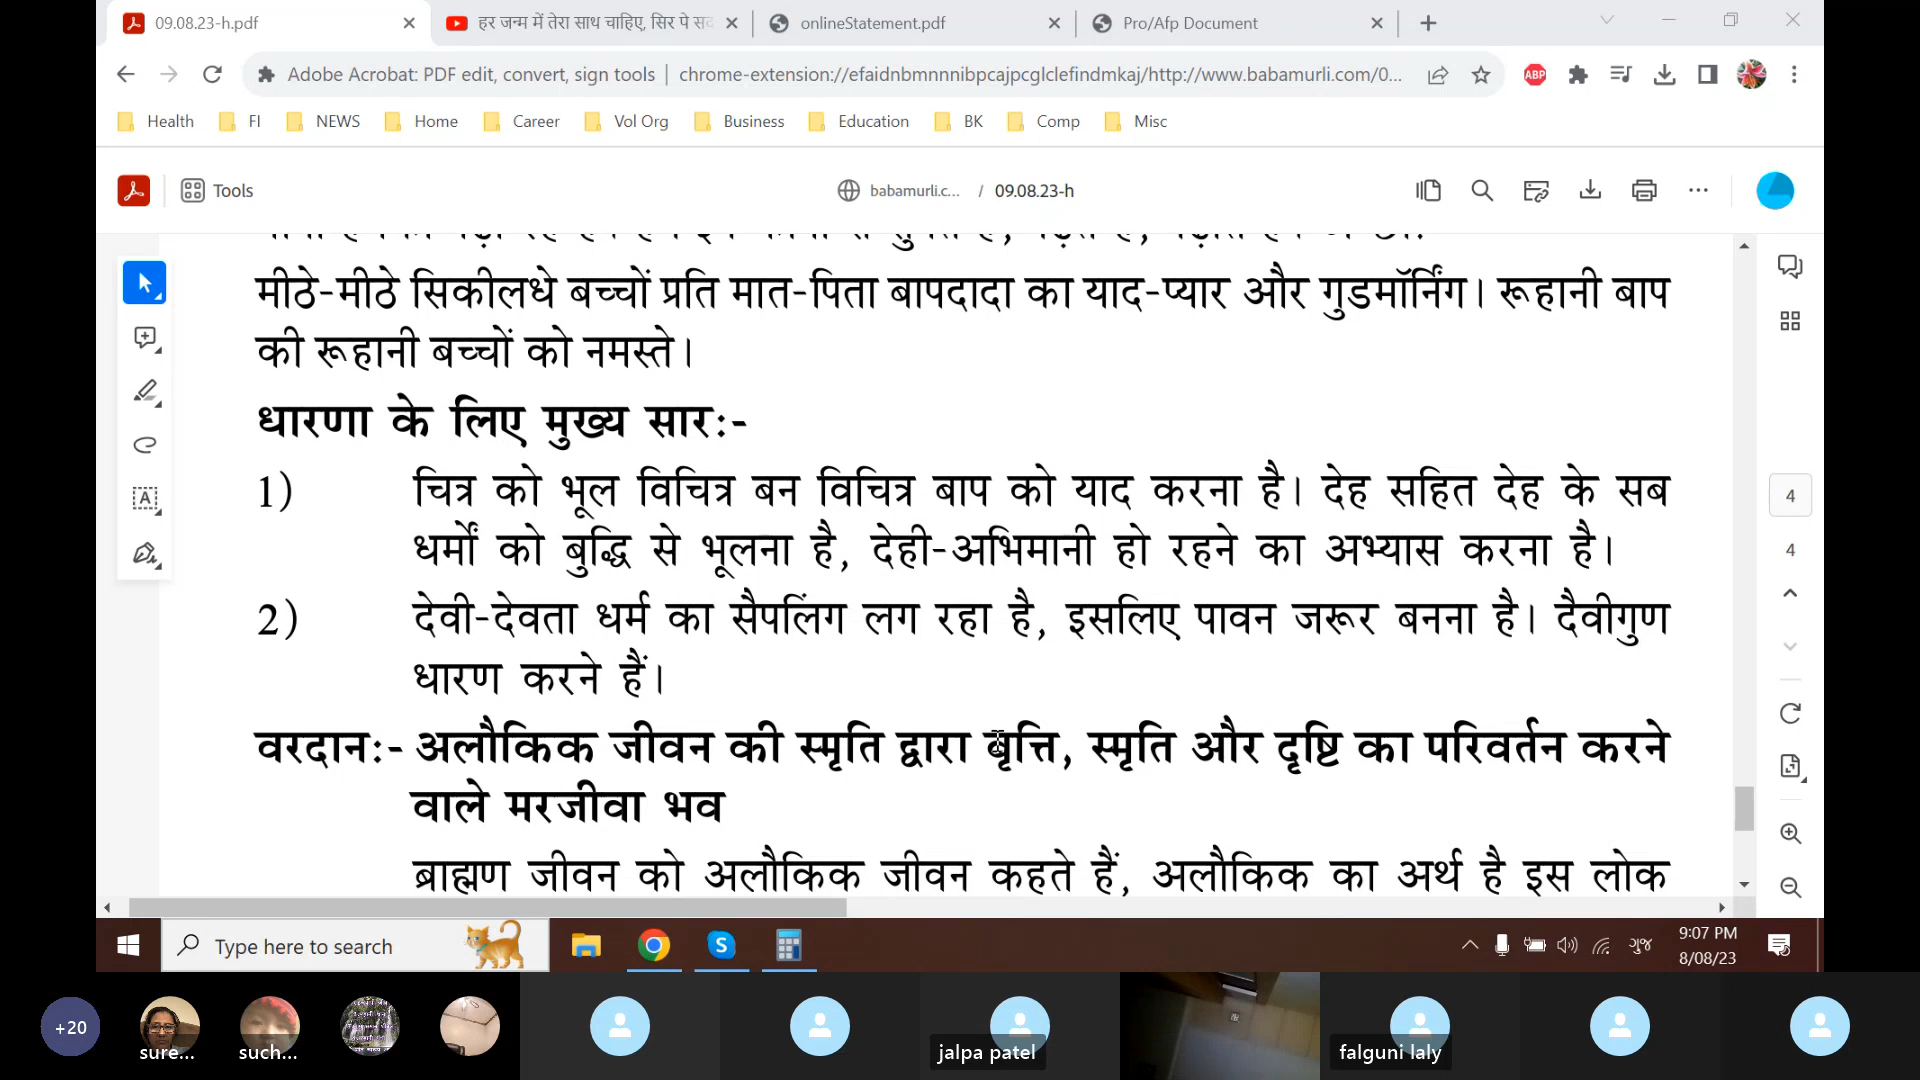 09.08.23-h.pdf
हर जन्म में तेरा साथ चाहिए, सिर पे
onlineStatement.pdf
Pro/Afp Document
Adobe Acrobat: PDF edit, convert, sign tools | chrome-extension://efaidnbmnnnibpcajpcglclefindmkaj/http://www.babamurli.com/0...
ABP
Health FI NEWS Home Career Vol Org Business Education BK Comp Misc
Tools
babamurli.c... / 09.08.23-h
मीठे-मीठे सिकीलधे बच्चों प्रति मात-पिता बापदादा का याद-प्यार और गुडमॉर्निंग। रूहानी बाप
की रूहानी बच्चों को नमस्ते।
धारणा के लिए मुख्य सार:-
1) चित्र को भूल विचित्र बन विचित्र बाप को याद करना है। देह सहित देह के सब
धर्मों को बुद्धि से भूलना है, देही-अभिमानी हो रहने का अभ्यास करना है।
2) देवी-देवता धर्म का सैपलिंग लग रहा है, इसलिए पावन जरूर बनना है। दैवीगुण
धारण करने हैं।
वरदान:- अलौकिक जीवन की स्मृति द्वारा वृत्ति, स्मृति और दृष्टि का परिवर्तन करने
वाले मरजीवा भव
ब्राह्मण जीवन को अलौकिक जीवन कहते हैं, अलौकिक का अर्थ है इस लोक
4
4
Type here to search
ગુજ
9:07 PM
8/08/23
+20
sure...
such...
jalpa patel
falguni laly